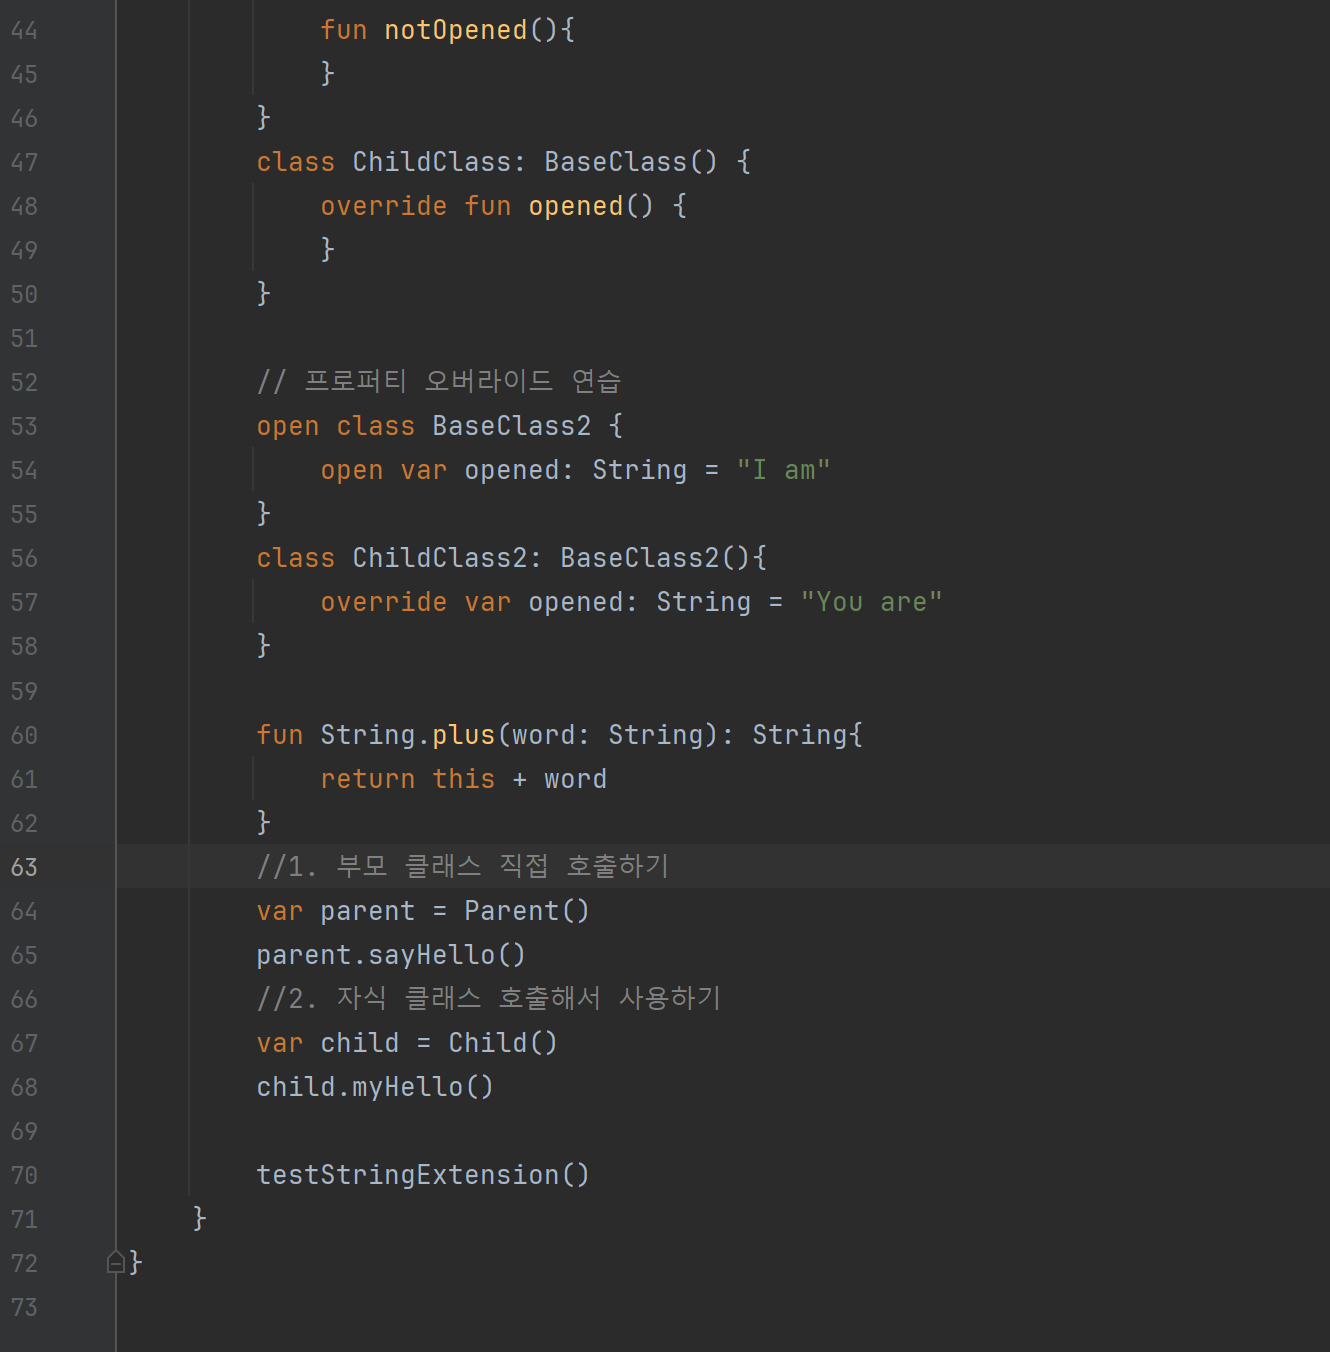 44 fun notOpened(){
45 }
46 }
47 class ChildClass: BaseClass() {
48 override fun opened() {
49 }
50 }
51
52 // 프로퍼티 오버라이드 연습
53 open class BaseClass2 {
54 open var opened: String = "I am"
55 }
56 class ChildClass2: BaseClass2(){
57 override var opened: String = "You are"
58 }
59
60 fun String.plus(word: String): String{
61 return this + word
62 }
63 //1. 부모 클래스 직접 호출하기
64 var parent = Parent()
65 parent.sayHello()
66 //2. 자식 클래스 호출해서 사용하기
67 var child = Child()
68 child.myHello()
69
70 testStringExtension()
71 }
72 }
73